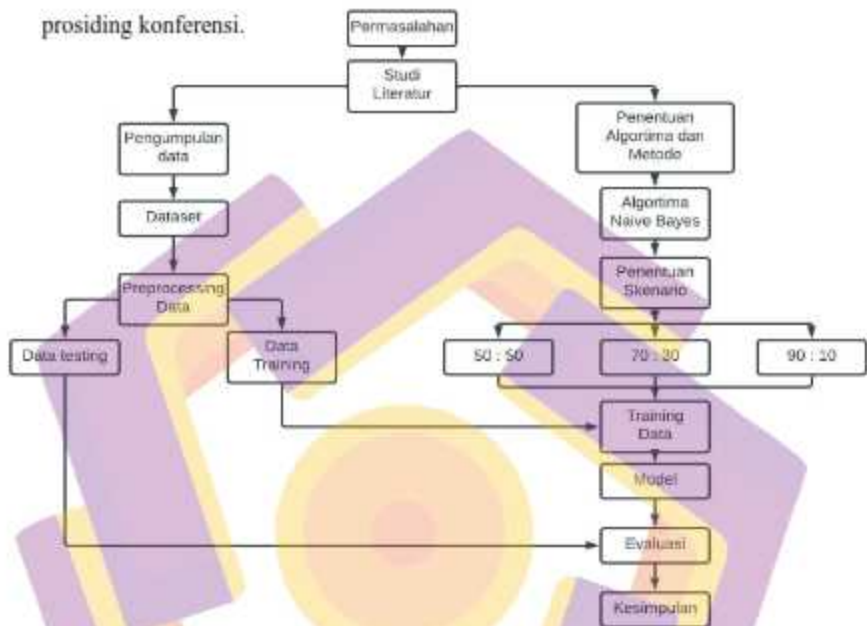 prosiding konferensi.
Permasalahan
Studi
Literatur
Pengumpulan
data
Dataset
Preprocessing
Data
Data testing
Data
Training
Penentuan
Algortima dan
Metode
Algortima
Naive Bayes
Penentuan
Skenario
50 : 50
70 : 30
90 : 10
Training
Data
Model
Evaluasi
Kesimpulan